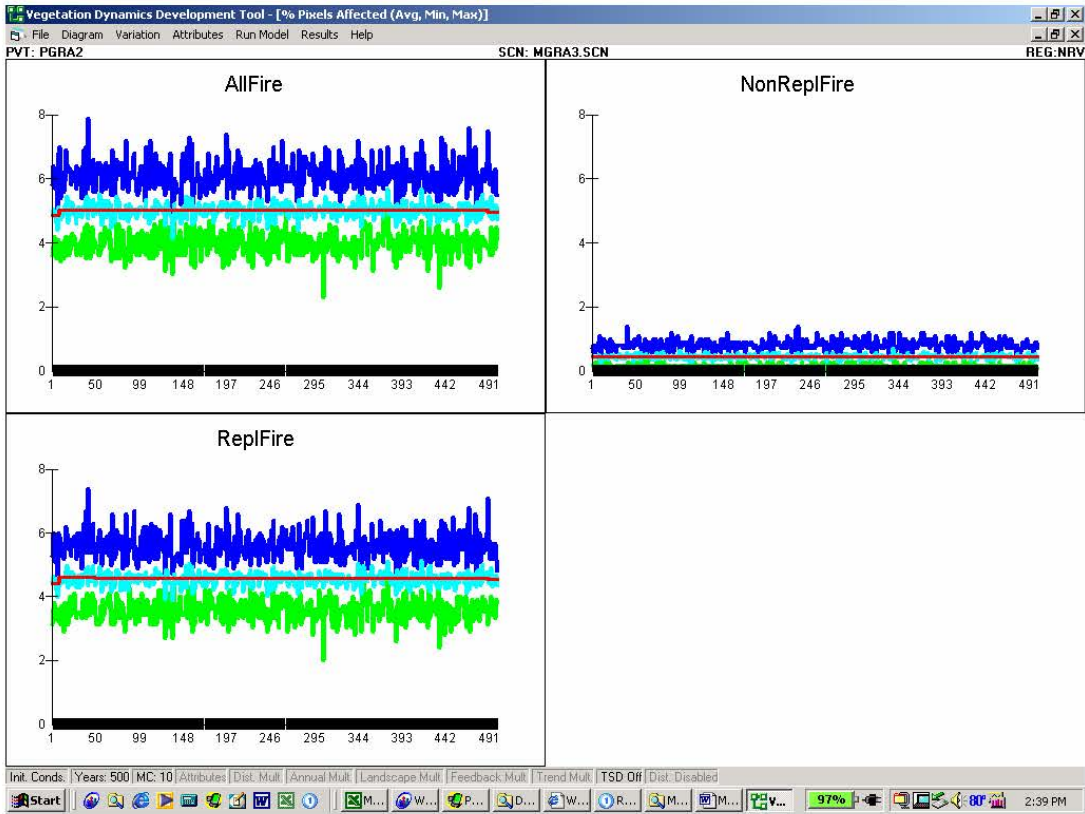 Vegetation Dynamics Development Tool - [% Pixels Affected (Avg, Min, Max)]
File Diagram Variation Attributes Run Model Results Help
PVT: PGRA2 SCN: MGRA3.SCN REG:NRV
AllFire
8
6
4
2
0
1 50 99 148 197 246 295 344 393 442 491
NonReplFire
8
6
4
2
0
1 50 99 148 197 246 295 344 393 442 491
ReplFire
8
6
4
2
0
1 50 99 148 197 246 295 344 393 442 491
Init. Conds. Years: 500 MC: 10 Attributes Dist. Mult Annual Mult Landscape Mult Feedback Mult Trend Mult TSD Off Dist. Disabled
Start M... W... P... D... W... R... M... M... V... 97% 80° 2:39 PM